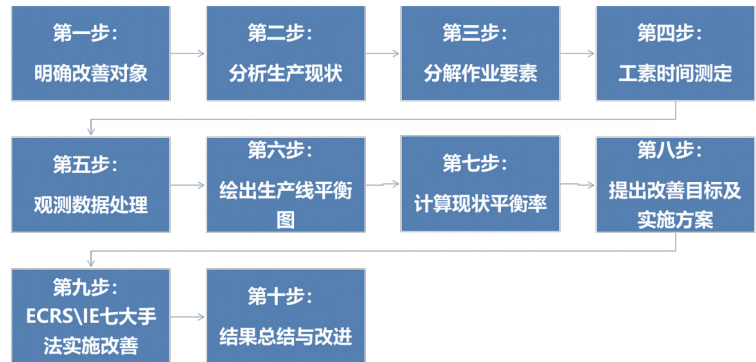 第一步：
明确改善对象
第二步：
分析生产现状
第三步：
分解作业要素
第四步：
工素时间测定
第五步：
观测数据处理
第六步：
绘出生产线平衡
图
第七步：
计算现状平衡率
第八步：
提出改善目标及
实施方案
第九步：
ECRS\IE七大手
法实施改善
第十步：
结果总结与改进